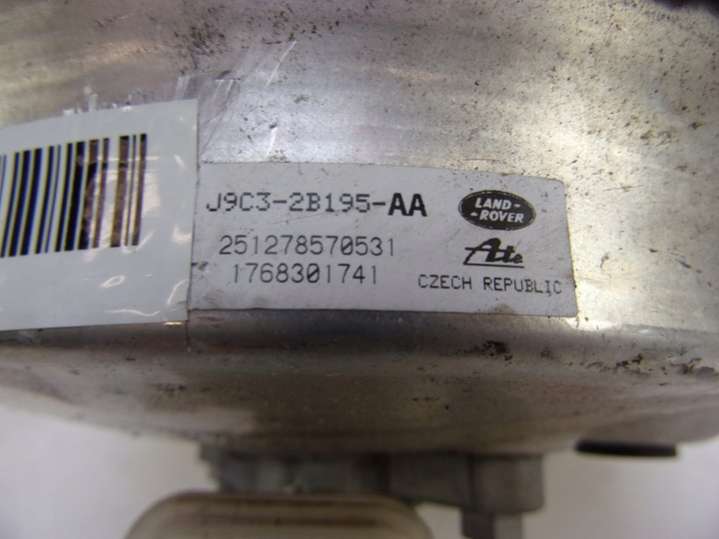 J9C3-2B195-AA
LAND-
-ROVER
251278570531
Ate
1768301741
CZECH REPUBLIC